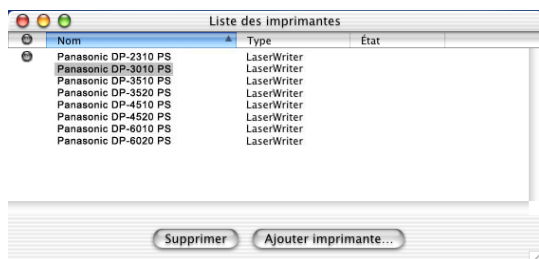 Liste des imprimantes
Nom Type État
Panasonic DP-2310 PS LaserWriter
Panasonic DP-3010 PS LaserWriter
Panasonic DP-3510 PS LaserWriter
Panasonic DP-3520 PS LaserWriter
Panasonic DP-4510 PS LaserWriter
Panasonic DP-4520 PS LaserWriter
Panasonic DP-6010 PS LaserWriter
Panasonic DP-6020 PS LaserWriter
Supprimer Ajouter imprimante...